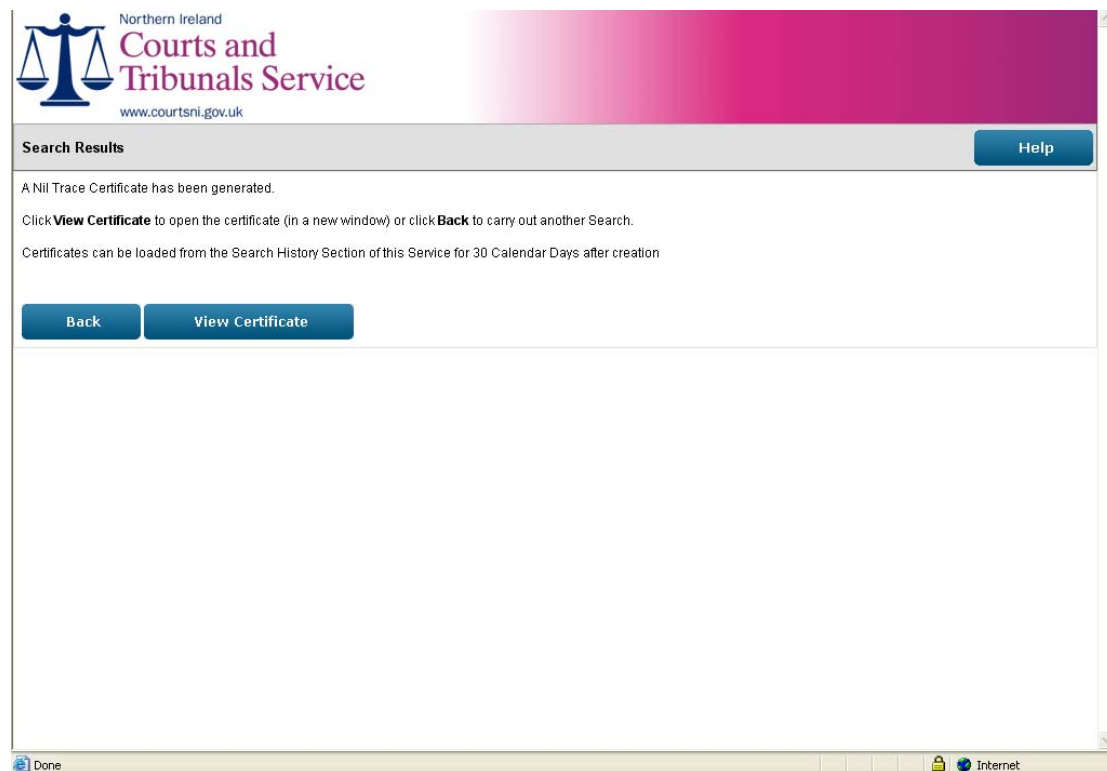 Northern Ireland
Courts and
Tribunals Service
www.courtsni.gov.uk
Search Results
Help
A Nil Trace Certificate has been generated.
Click View Certificate to open the certificate (in a new window) or click Back to carry out another Search.
Certificates can be loaded from the Search History Section of this Service for 30 Calendar Days after creation
Back
View Certificate
Done
Internet